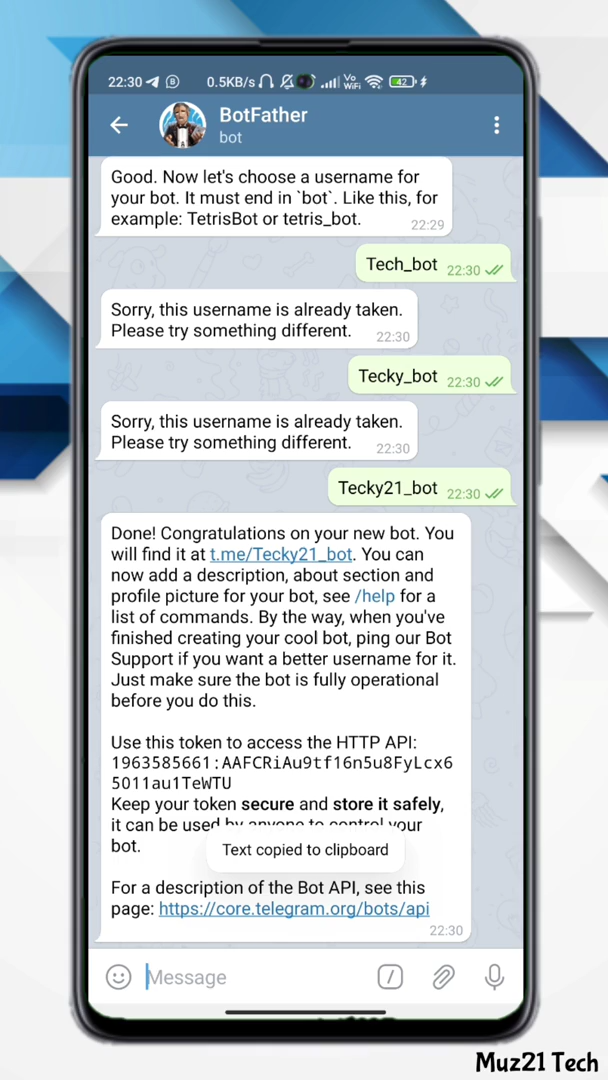 22:30 0.5KB/s Vo WiFi 42
BotFather
bot
Good. Now let's choose a username for
your bot. It must end in `bot`. Like this, for
example: TetrisBot or tetris_bot.
22:29
Tech_bot 22:30
Sorry, this username is already taken.
Please try something different.
22:30
Tecky_bot 22:30
Sorry, this username is already taken.
Please try something different.
22:30
Tecky21_bot 22:30
Done! Congratulations on your new bot. You
will find it at t.me/Tecky21_bot. You can
now add a description, about section and
profile picture for your bot, see /help for a
list of commands. By the way, when you've
finished creating your cool bot, ping our Bot
Support if you want a better username for it.
Just make sure the bot is fully operational
before you do this.
Use this token to access the HTTP API:
1963585661:AAFCRiAu9tf16n5u8FyLcx6
5011au1TeWTU
Keep your token secure and store it safely,
it can be used by anyone to control your
bot.
Text copied to clipboard
For a description of the Bot API, see this
page: https://core.telegram.org/bots/api
22:30
Message
Muz21 Tech